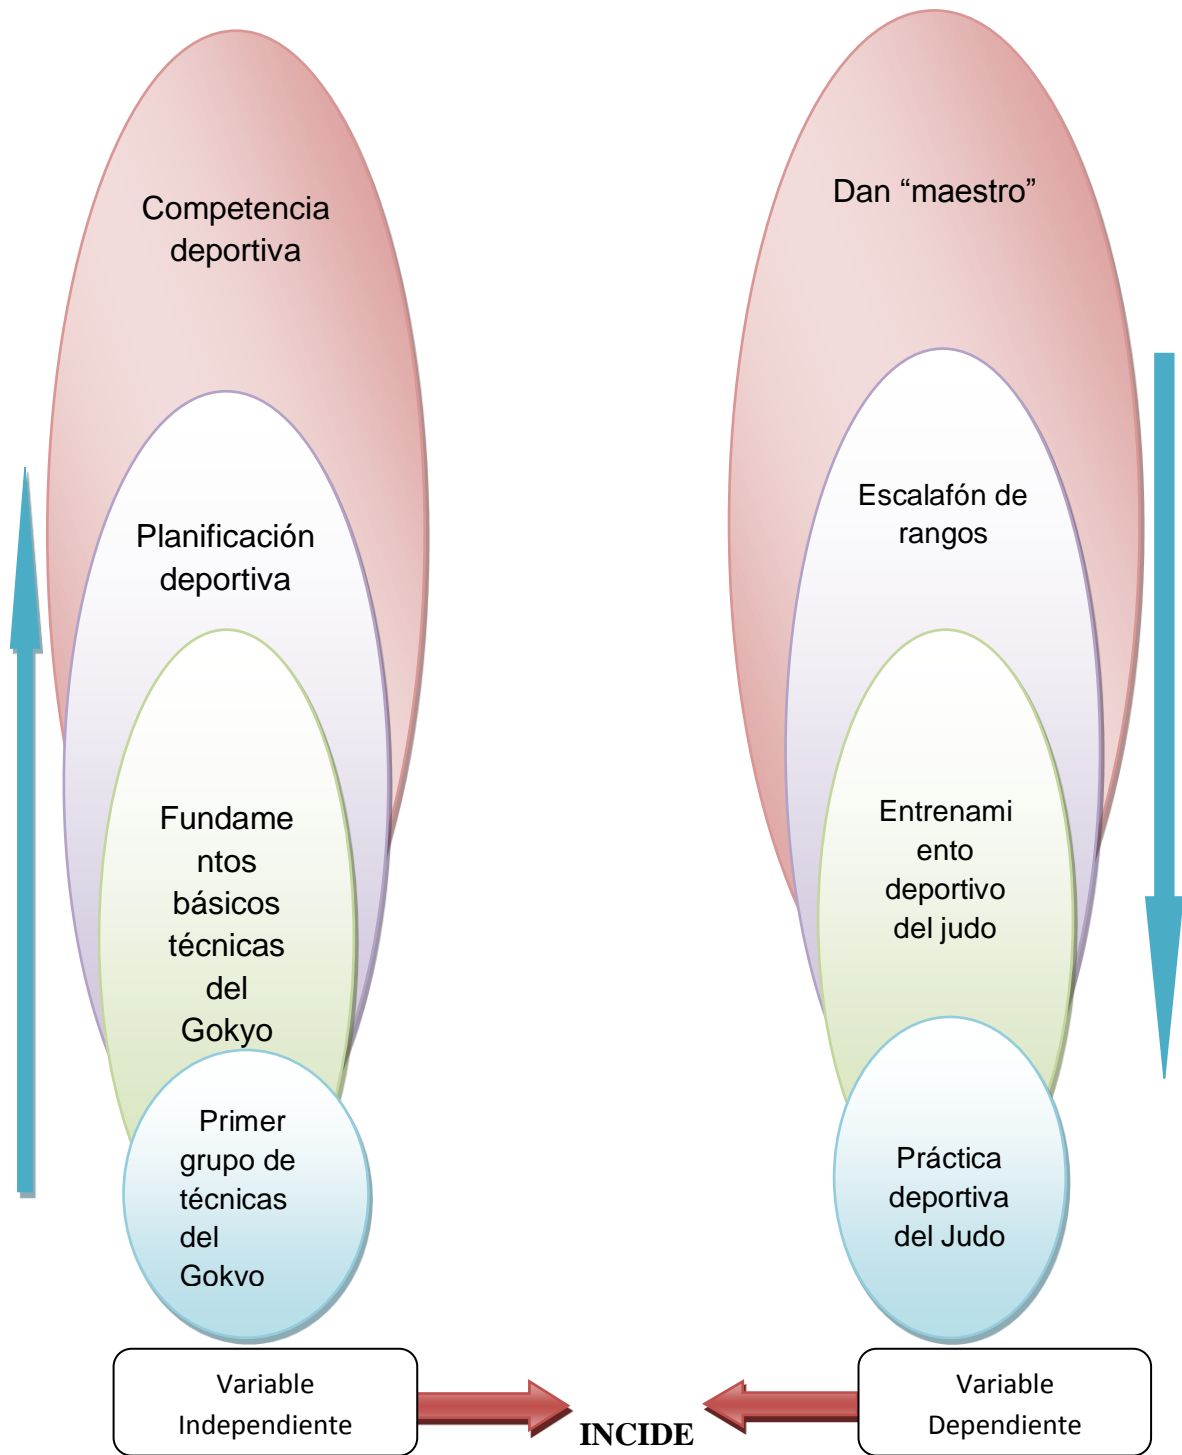 Competencia
deportiva
Planificación
deportiva
Fundame
ntos
básicos
técnicas
del
Gokyo
Primer
grupo de
técnicas
del
Gokyo
Variable
Independiente
Dan “maestro”
Escalafón de
rangos
Entrenami
ento
deportivo
del judo
Práctica
deportiva
del Judo
Variable
Dependiente
INCIDE